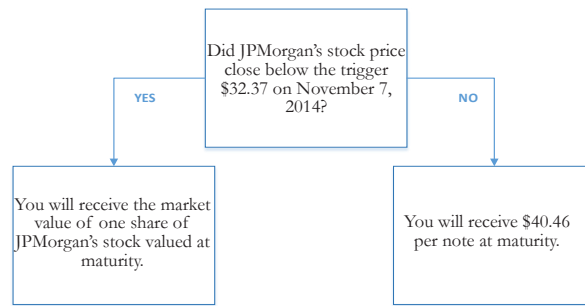 Did JPMorgan's stock price
close below the trigger
$32.37 on November 7,
2014?
YES
NO
You will receive the market
value of one share of
JPMorgan's stock valued at
maturity.
You will receive $40.46
per note at maturity.